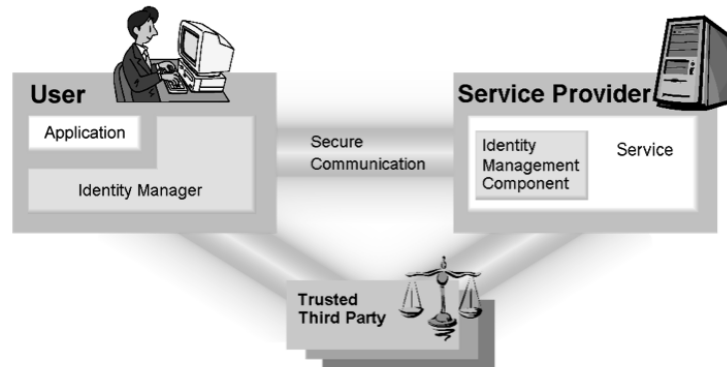 User
Application
Identity Manager
Secure
Communication
Service Provider
Identity
Management
Component
Service
Trusted
Third Party